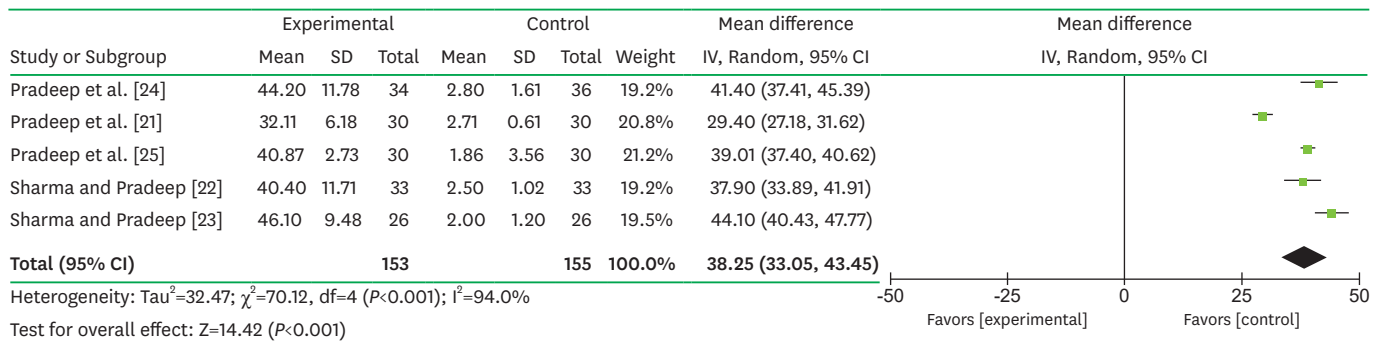 Experimental Control Mean difference Mean difference
Study or Subgroup Mean SD Total Mean SD Total Weight IV, Random, 95% CI IV, Random, 95% CI
Pradeep et al. [24] 44.20 11.78 34 2.80 1.61 36 19.2% 41.40 (37.41, 45.39)
Pradeep et al. [21] 32.11 6.18 30 2.71 0.61 30 20.8% 29.40 (27.18, 31.62)
Pradeep et al. [25] 40.87 2.73 30 1.86 3.56 30 21.2% 39.01 (37.40, 40.62)
Sharma and Pradeep [22] 40.40 11.71 33 2.50 1.02 33 19.2% 37.90 (33.89, 41.91)
Sharma and Pradeep [23] 46.10 9.48 26 2.00 1.20 26 19.5% 44.10 (40.43, 47.77)
Total (95% CI) 153 155 100.0% 38.25 (33.05, 43.45)
Heterogeneity: Tau²=32.47; χ²=70.12, df=4 (P<0.001); I²=94.0%
-50 -25 0 25 50
Test for overall effect: Z=14.42 (P<0.001)
Favors [experimental] Favors [control]